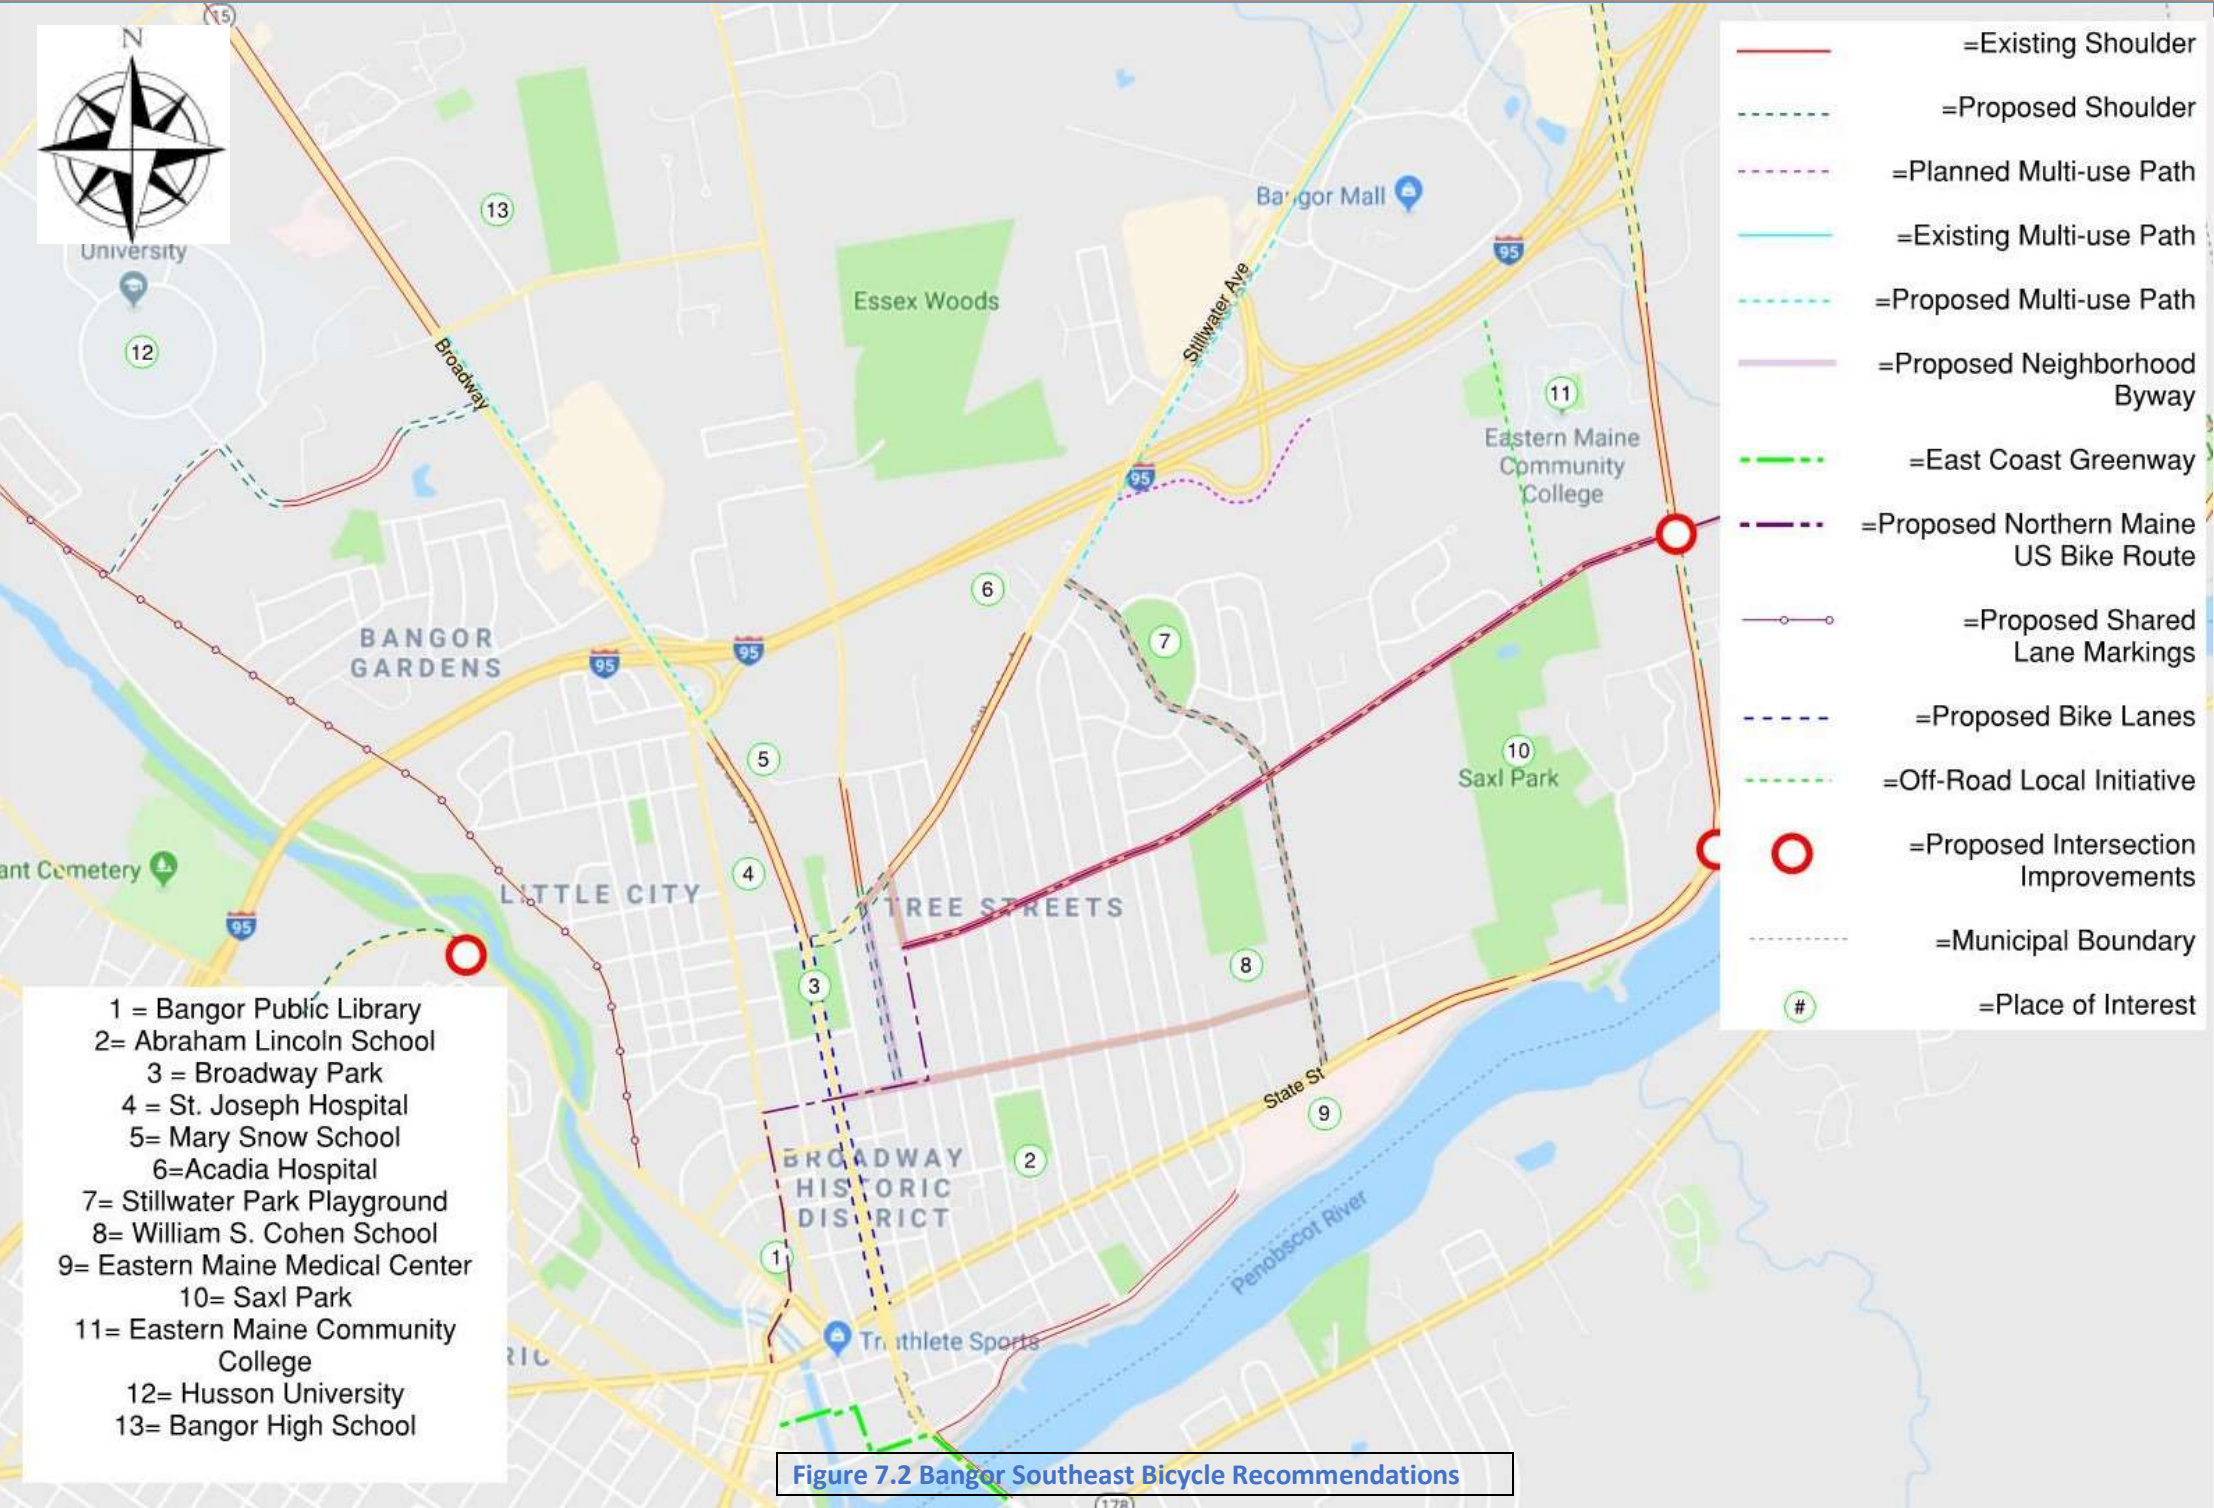 15
N
University
12
13
Bangor Mall
95
Essex Woods
Stillwater Ave
Broadway
11
Eastern Maine
Community
College
95
BANGOR
GARDENS
95
95
6
7
5
10
Saxl Park
4
ant Cemetery
LITTLE CITY
TREE STREETS
95
3
8
State St
9
BROADWAY
HISTORIC
DISTRICT
2
1
Penobscot River
Triathlete Sports
RIC
178
=Existing Shoulder
=Proposed Shoulder
=Planned Multi-use Path
=Existing Multi-use Path
=Proposed Multi-use Path
=Proposed Neighborhood
Byway
=East Coast Greenway
=Proposed Northern Maine
US Bike Route
=Proposed Shared
Lane Markings
=Proposed Bike Lanes
=Off-Road Local Initiative
=Proposed Intersection
Improvements
=Municipal Boundary
# =Place of Interest
1 = Bangor Public Library
2= Abraham Lincoln School
3 = Broadway Park
4 = St. Joseph Hospital
5= Mary Snow School
6=Acadia Hospital
7= Stillwater Park Playground
8= William S. Cohen School
9= Eastern Maine Medical Center
10= Saxl Park
11= Eastern Maine Community
College
12= Husson University
13= Bangor High School
Figure 7.2 Bangor Southeast Bicycle Recommendations